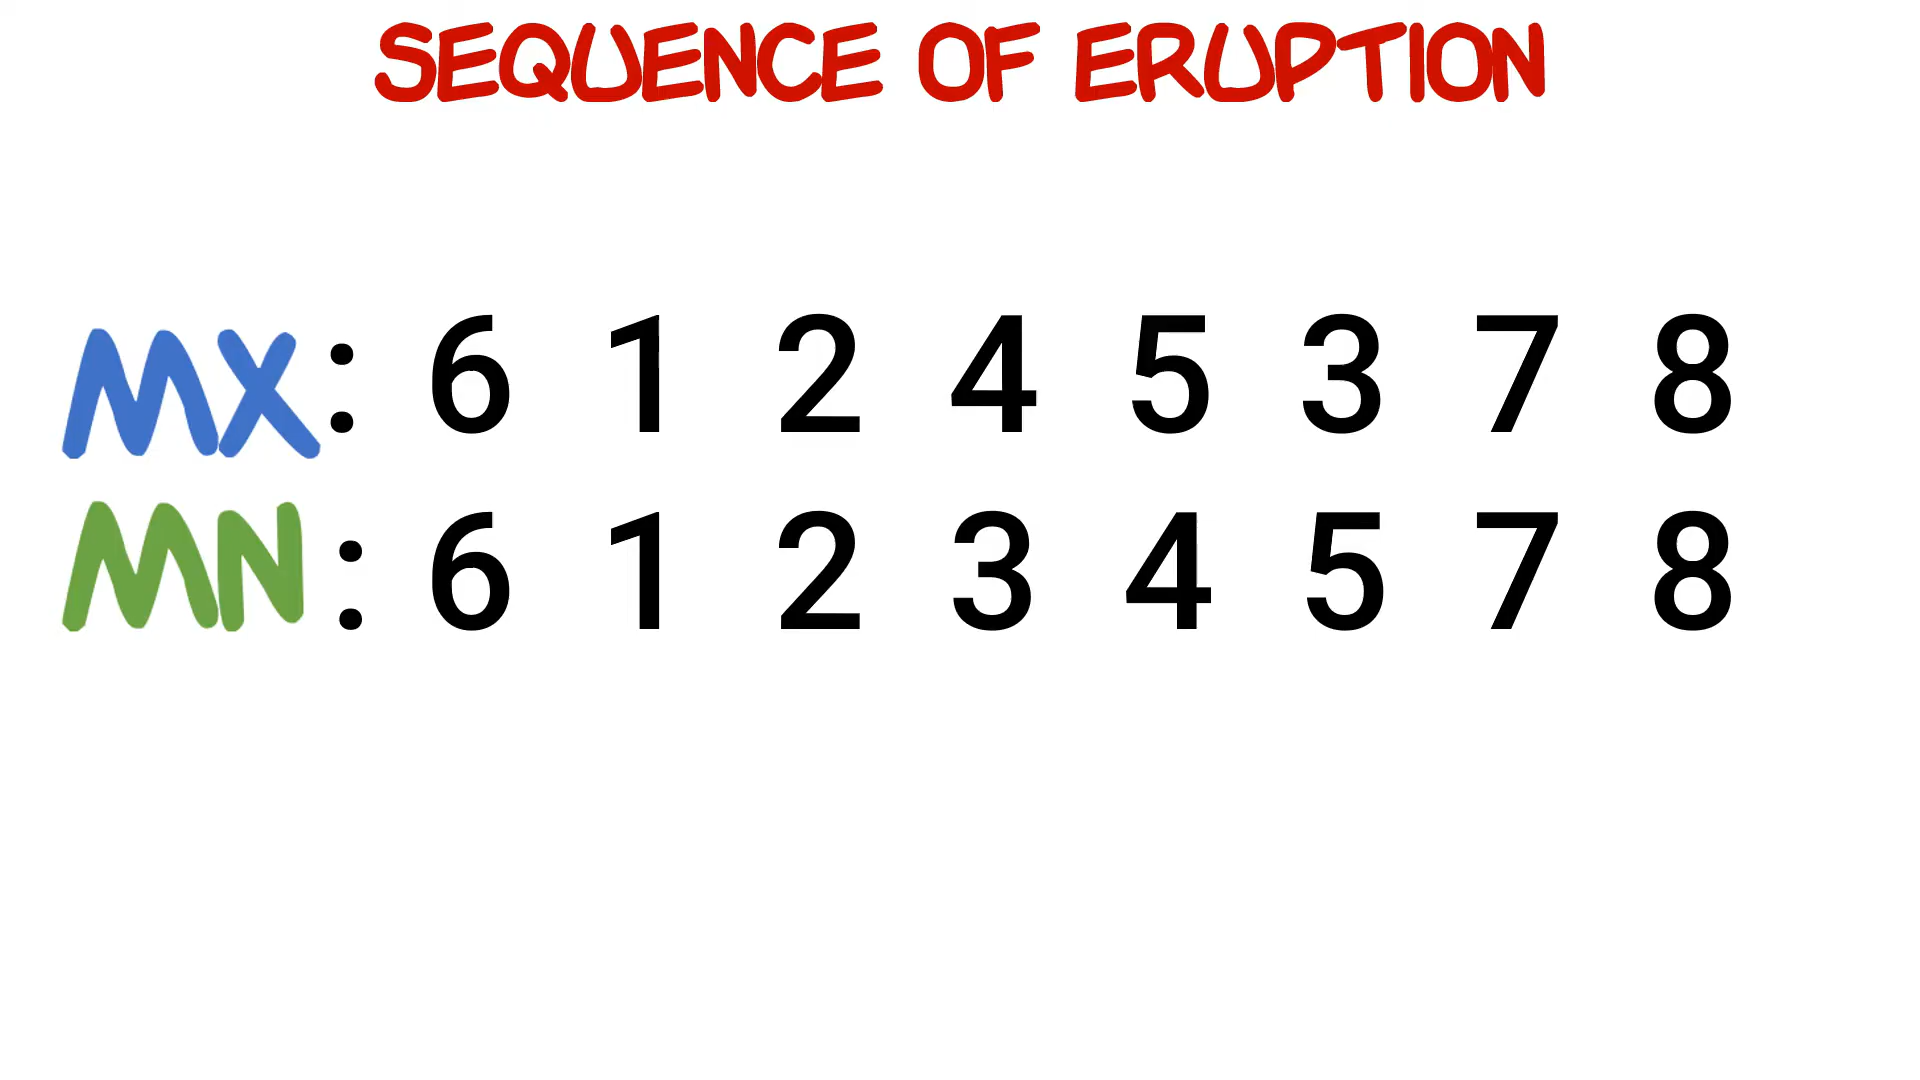 SEQUENCE OF ERUPTION
MX: 6 1 2 4 5 3 7 8
MN: 6 1 2 3 4 5 7 8